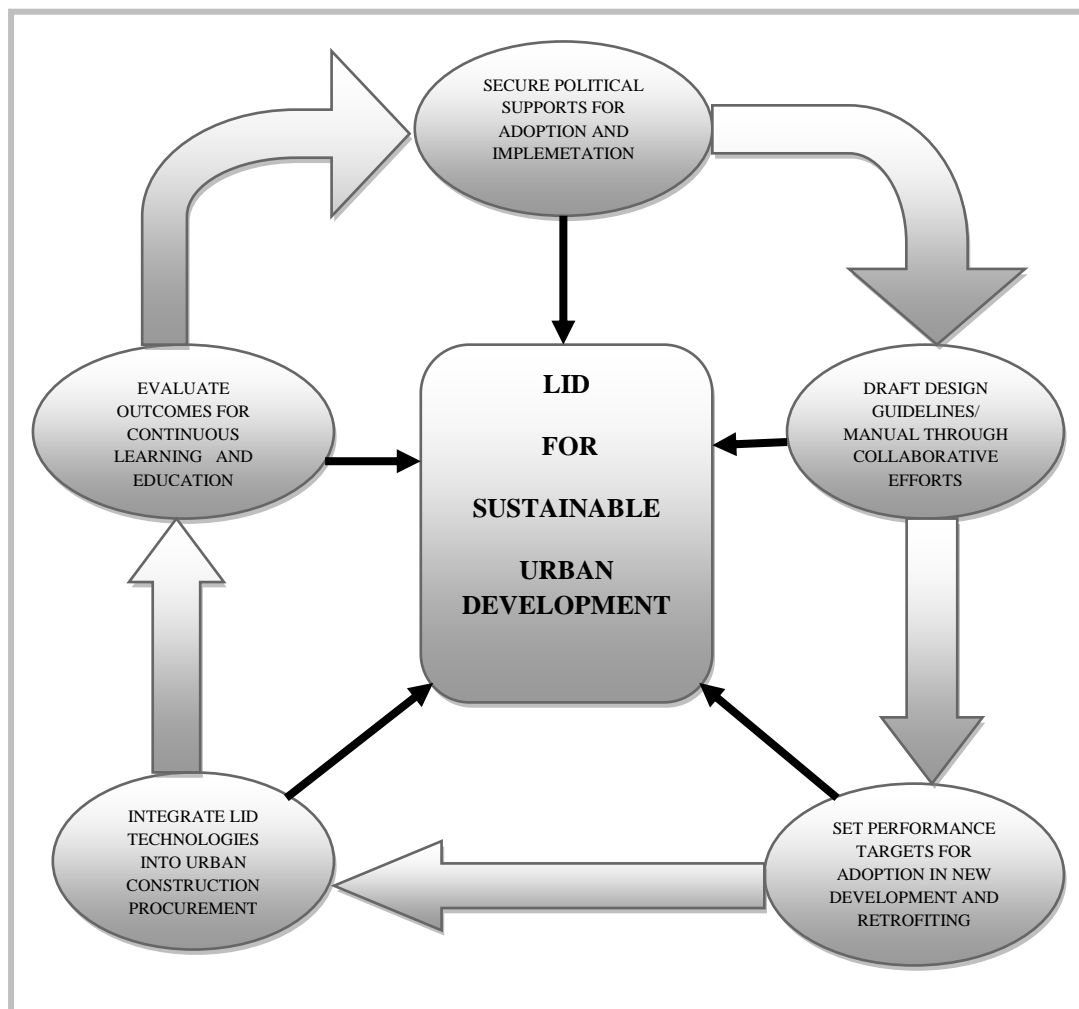 SECURE POLITICAL
SUPPORTS FOR
ADOPTION AND
IMPLEMETATION
EVALUATE
OUTCOMES FOR
CONTINUOUS
LEARNING AND
EDUCATION
LID
FOR
SUSTAINABLE
URBAN
DEVELOPMENT
DRAFT DESIGN
GUIDELINES/
MANUAL THROUGH
COLLABORATIVE
EFFORTS
INTEGRATE LID
TECHNOLOGIES
INTO URBAN
CONSTRUCTION
PROCUREMENT
SET PERFORMANCE
TARGETS FOR
ADOPTION IN NEW
DEVELOPMENT AND
RETROFITING